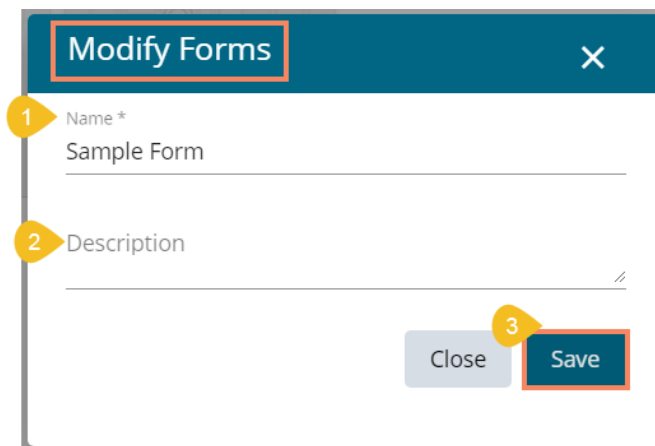 Modify Forms
1
Name *
Sample Form
2
Description
3
Close Save